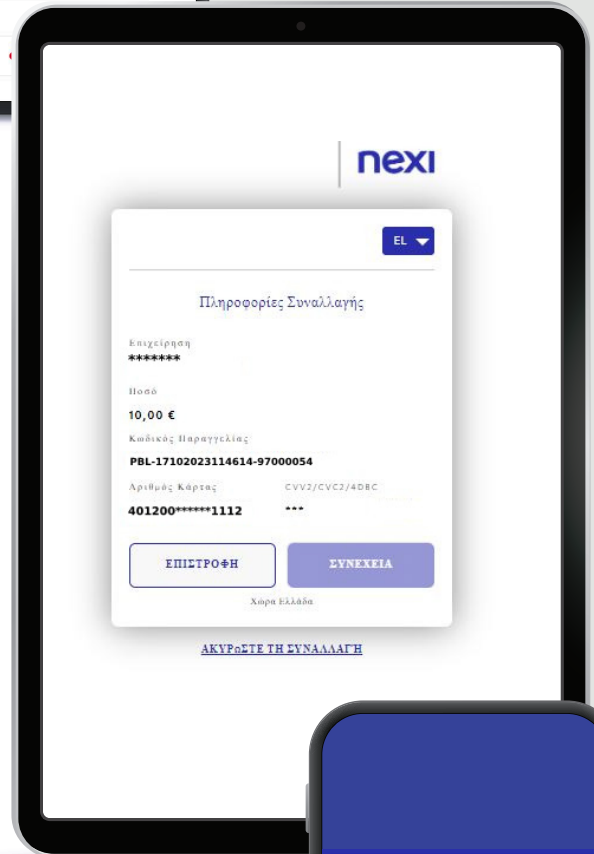 nexi
EL
Πληροφορίες Συναλλαγής
Επιχείρηση
*******
Ποσό
10,00 €
Κωδικός Παραγγελίας
PBL-17102023114614-97000054
Αριθμός Κάρτας CVV2/CVC2/4DBC
401200******1112 ***
ΕΠΙΣΤΡΟΦΗ ΣΥΝΕΧΕΙΑ
Χώρα Ελλάδα
ΑΚΥΡΩΣΤΕ ΤΗ ΣΥΝΑΛΛΑΓΉ